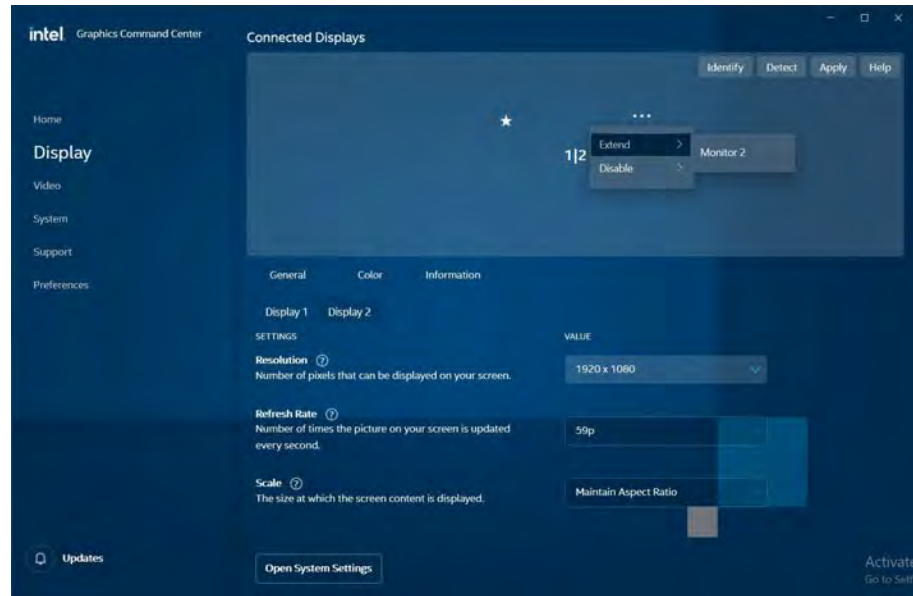 intel. Graphics Command Center
Connected Displays
Identify Detect Apply Help
Home
Display
Video
System
Support
Preferences
1|2
Extend
Disable
Monitor 2
General Color Information
Display 1 Display 2
SETTINGS VALUE
Resolution
Number of pixels that can be displayed on your screen.
1920 x 1080
Refresh Rate
Number of times the picture on your screen is updated
every second.
59p
Scale
The size at which the screen content is displayed.
Maintain Aspect Ratio
Updates
Open System Settings
Activate
Go to Sett